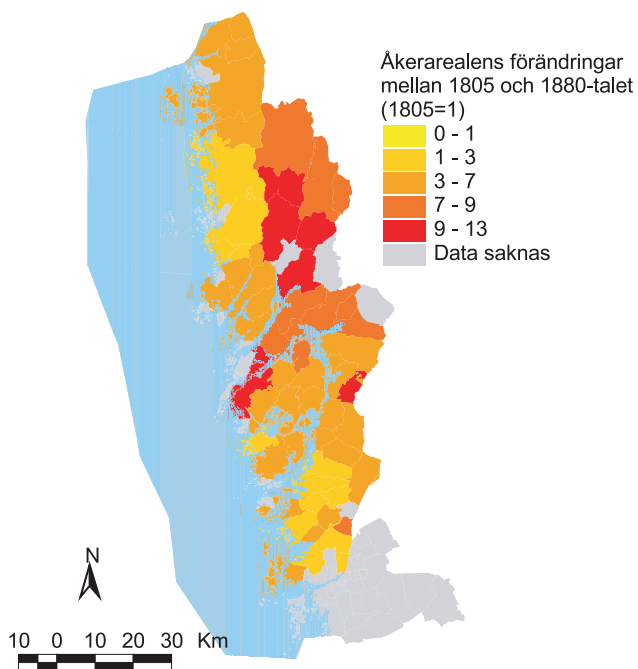 Åkerarealens förändringar
mellan 1805 och 1880-talet
(1805=1)
0 - 1
1 - 3
3 - 7
7 - 9
9 - 13
Data saknas
N
10 0 10 20 30 Km